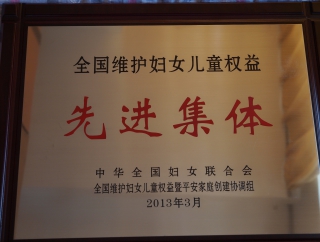 全国维护妇女儿童权益
先进集体
中华全国妇女联合会
全国维护妇女儿童权益暨平安家庭创建协调组
2013年3月